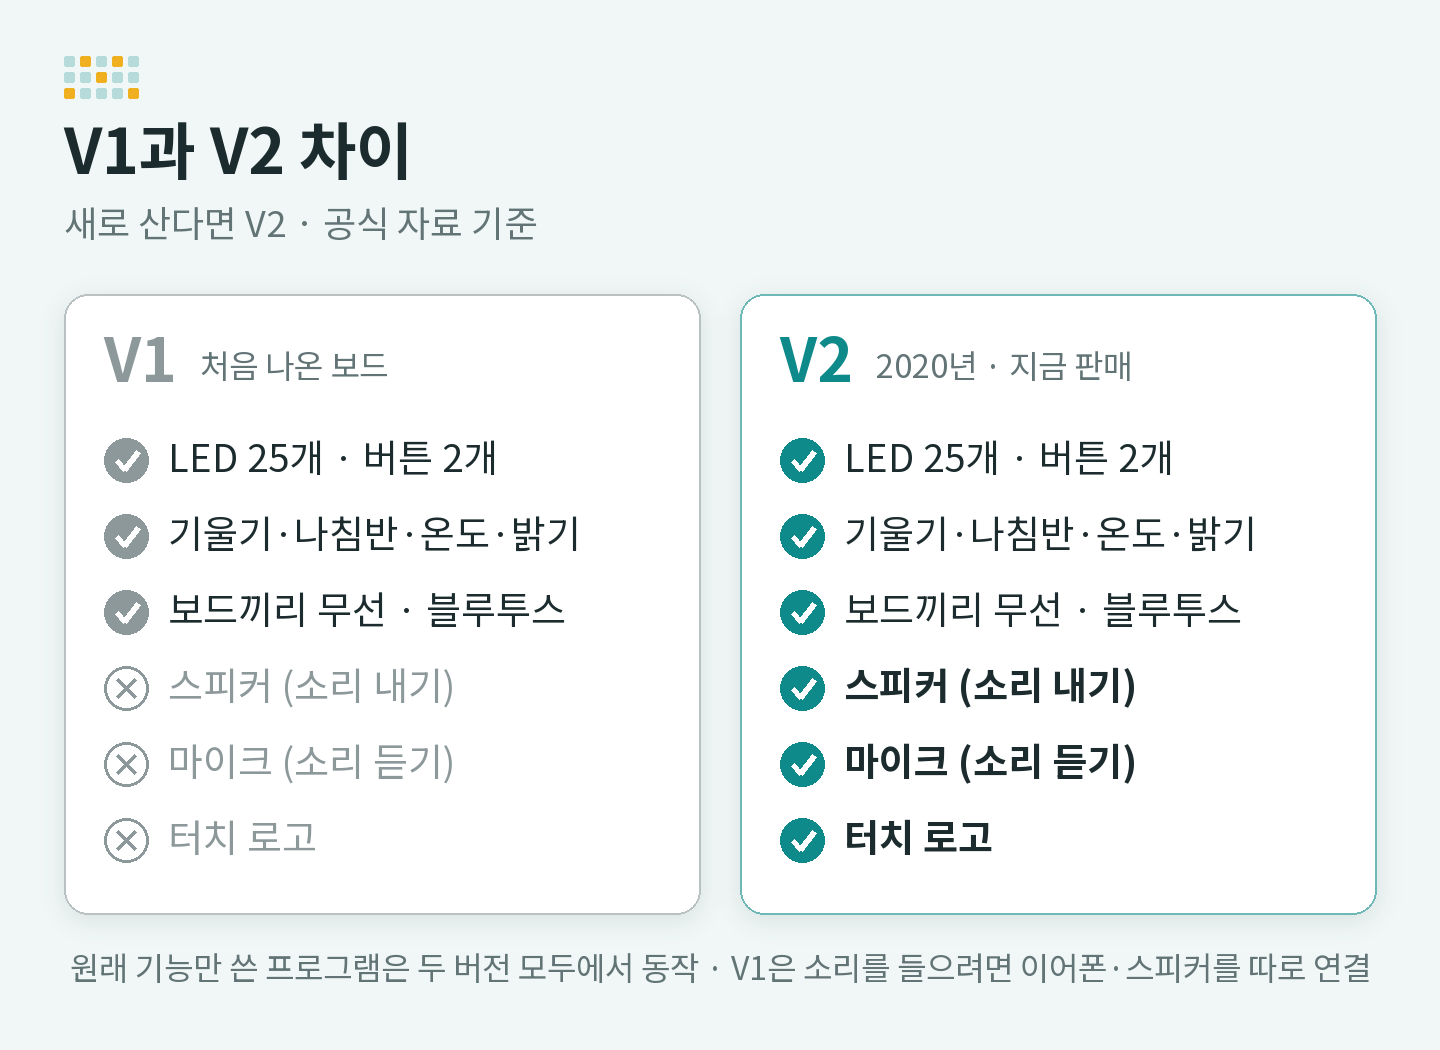 V1과 V2 차이
새로 산다면 V2 · 공식 자료 기준
V1 처음 나온 보드
LED 25개 · 버튼 2개
기울기·나침반·온도·밝기
보드끼리 무선 · 블루투스
스피커 (소리 내기)
마이크 (소리 듣기)
터치 로고
V2 2020년 · 지금 판매
LED 25개 · 버튼 2개
기울기·나침반·온도·밝기
보드끼리 무선 · 블루투스
스피커 (소리 내기)
마이크 (소리 듣기)
터치 로고
원래 기능만 쓴 프로그램은 두 버전 모두에서 동작 · V1은 소리를 들으려면 이어폰·스피커를 따로 연결